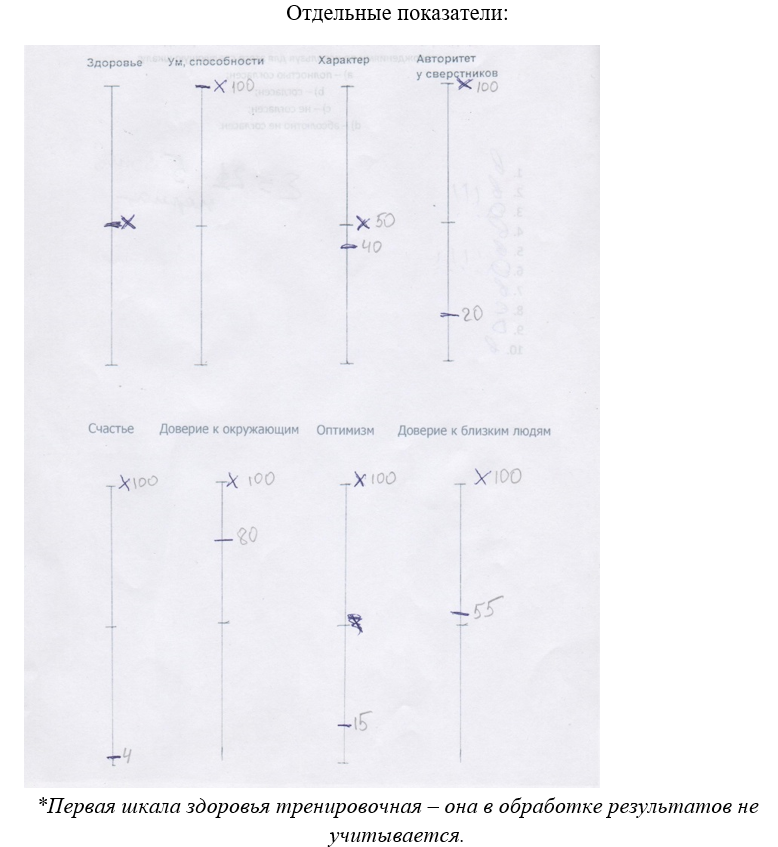 Отдельные показатели:
Здоровье Ум, способности Характер Авторитет
у сверстников
X 100 X 100
X X 50
40
20
Счастье Доверие к окружающим Оптимизм Доверие к близким людям
X 100 X 100 X 100 X 100
80
55
15
4
*Первая шкала здоровья тренировочная – она в обработке результатов не
учитывается.